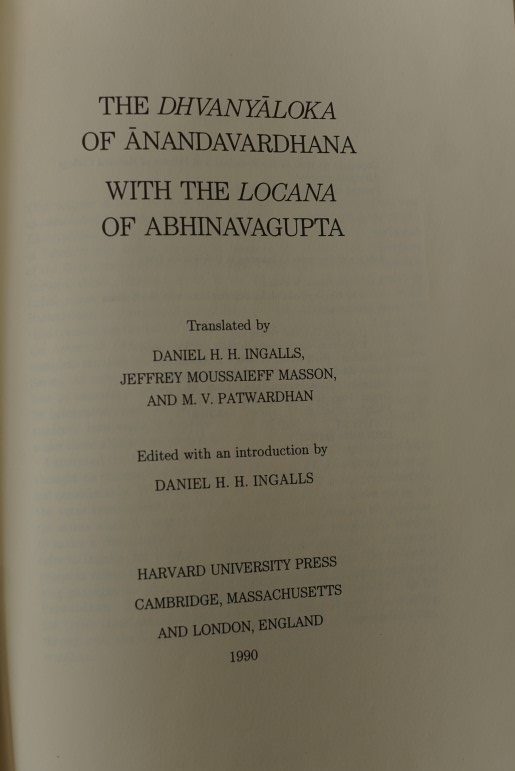 THE DHVANYĀLOKA
OF ĀNANDAVARDHANA
WITH THE LOCANA
OF ABHINAVAGUPTA
Translated by
DANIEL H. H. INGALLS,
JEFFREY MOUSSAIEFF MASSON,
AND M. V. PATWARDHAN
Edited with an introduction by
DANIEL H. H. INGALLS
HARVARD UNIVERSITY PRESS
CAMBRIDGE, MASSACHUSETTS
AND LONDON, ENGLAND
1990